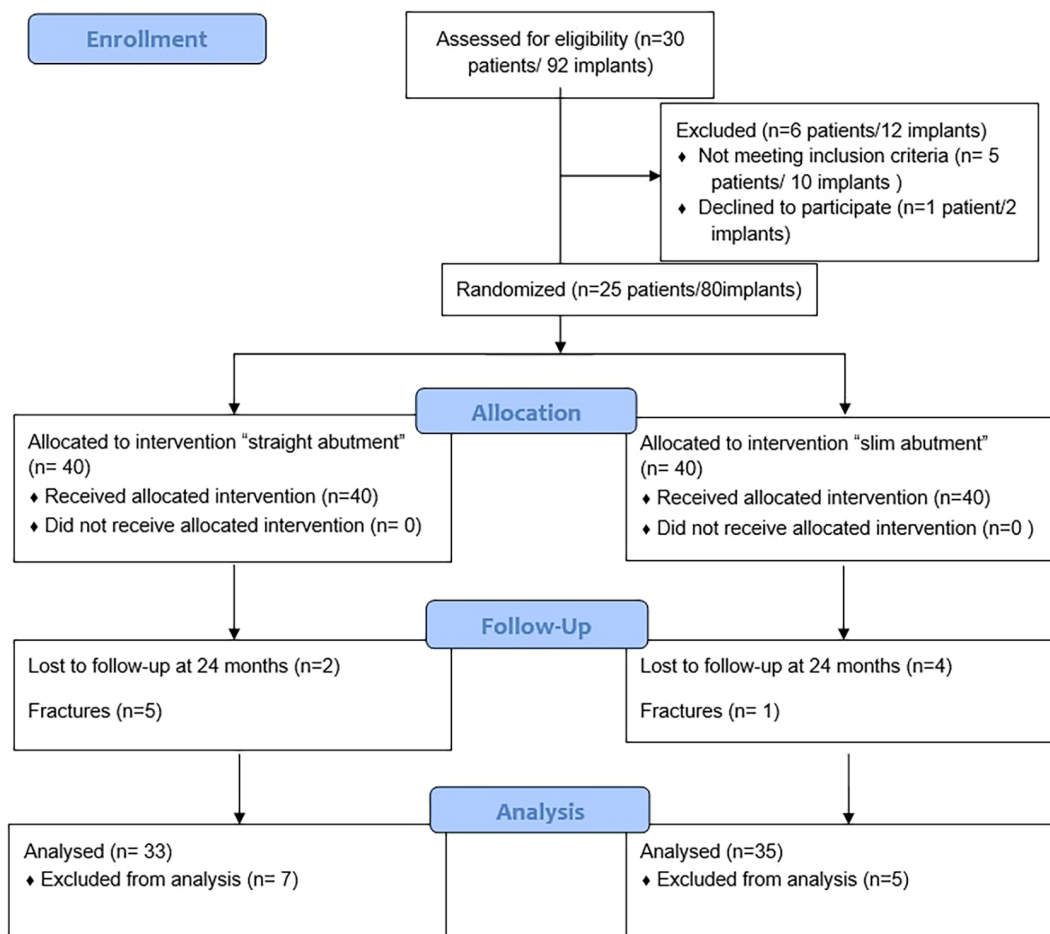 Enrollment
Assessed for eligibility (n=30
patients/ 92 implants)
Excluded (n=6 patients/12 implants)
♦ Not meeting inclusion criteria (n= 5
patients/ 10 implants )
♦ Declined to participate (n=1 patient/2
implants)
Randomized (n=25 patients/80implants)
Allocation
Allocated to intervention “straight abutment”
(n= 40)
♦ Received allocated intervention (n=40)
♦ Did not receive allocated intervention (n= 0)
Allocated to intervention “slim abutment”
(n= 40)
♦ Received allocated intervention (n=40)
♦ Did not receive allocated intervention (n=0 )
Follow-Up
Lost to follow-up at 24 months (n=2)
Fractures (n=5)
Lost to follow-up at 24 months (n=4)
Fractures (n= 1)
Analysis
Analysed (n= 33)
♦ Excluded from analysis (n= 7)
Analysed (n=35)
♦ Excluded from analysis (n=5)